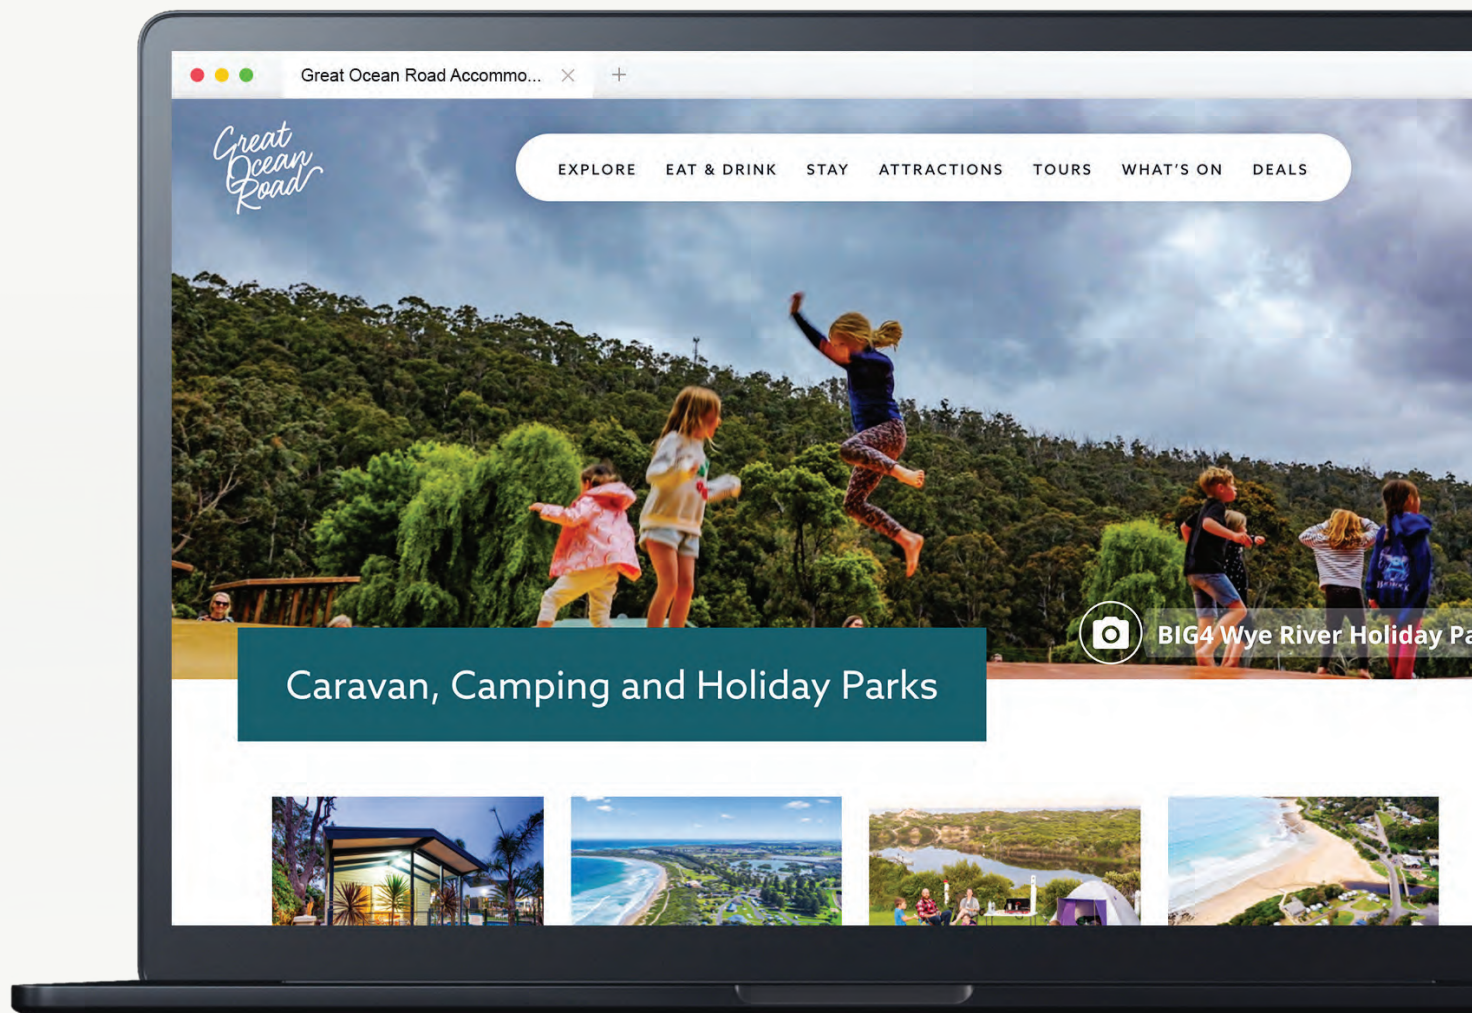 Great Ocean Road Accommo...
Great
Ocean
Road
EXPLORE EAT & DRINK STAY ATTRACTIONS TOURS WHAT'S ON DEALS
BIG4 Wye River Holiday Pa
Caravan, Camping and Holiday Parks